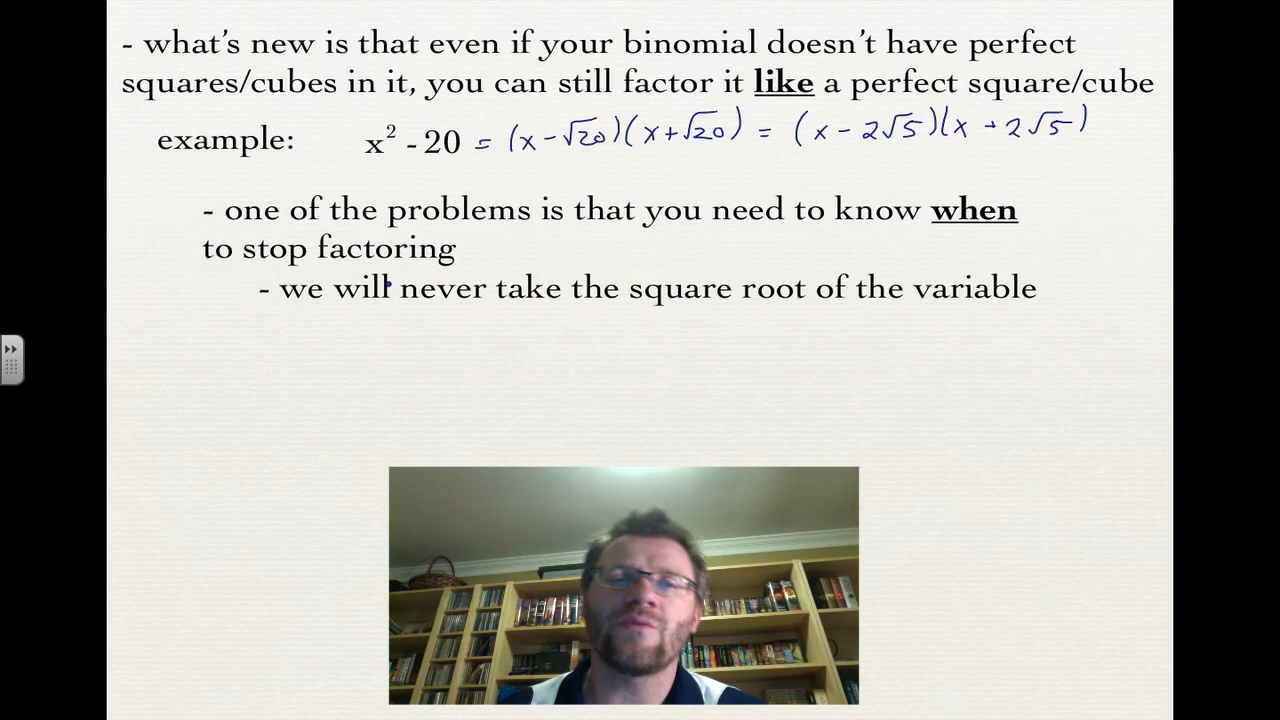 - what's new is that even if your binomial doesn't have perfect
squares/cubes in it, you can still factor it like a perfect square/cube
example: x² - 20 = (x - √20)(x + √20) = (x - 2√5)(x + 2√5)
- one of the problems is that you need to know when
to stop factoring
- we will never take the square root of the variable